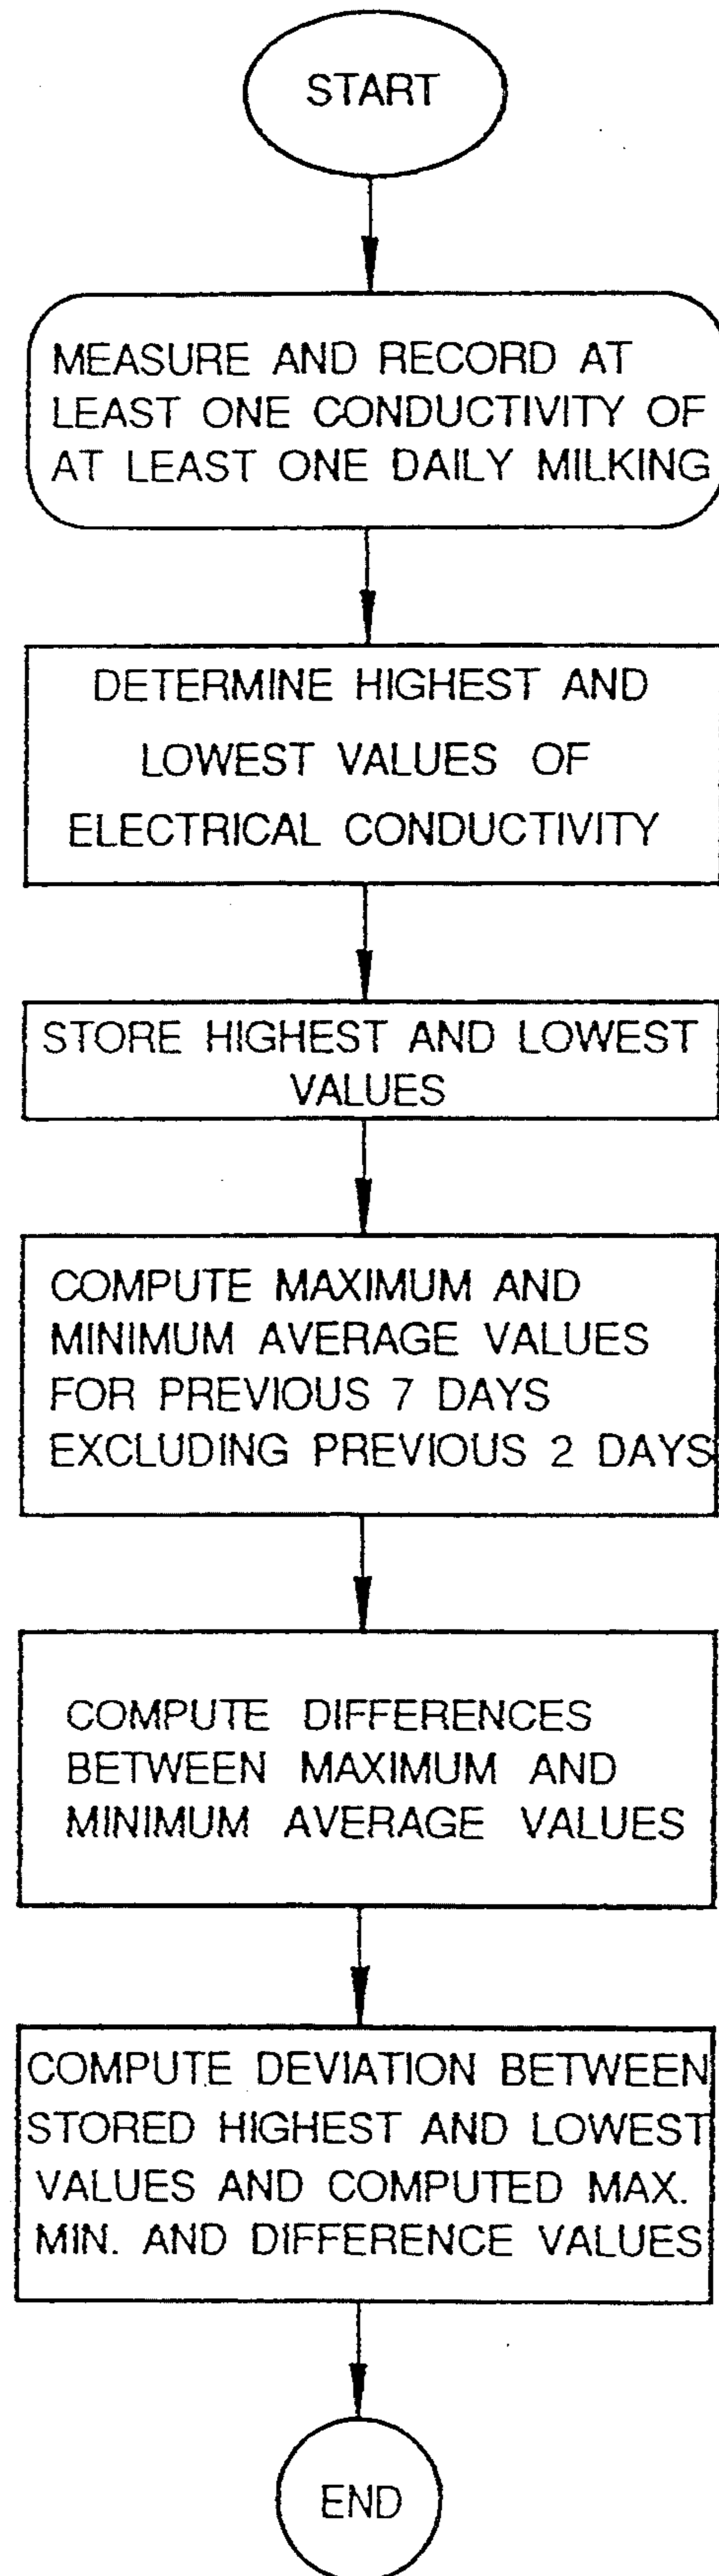 START
MEASURE AND RECORD AT
LEAST ONE CONDUCTIVITY OF
AT LEAST ONE DAILY MILKING
DETERMINE HIGHEST AND
LOWEST VALUES OF
ELECTRICAL CONDUCTIVITY
STORE HIGHEST AND LOWEST
VALUES
COMPUTE MAXIMUM AND
MINIMUM AVERAGE VALUES
FOR PREVIOUS 7 DAYS
EXCLUDING PREVIOUS 2 DAYS
COMPUTE DIFFERENCES
BETWEEN MAXIMUM AND
MINIMUM AVERAGE VALUES
COMPUTE DEVIATION BETWEEN
STORED HIGHEST AND LOWEST
VALUES AND COMPUTED MAX.
MIN. AND DIFFERENCE VALUES
END